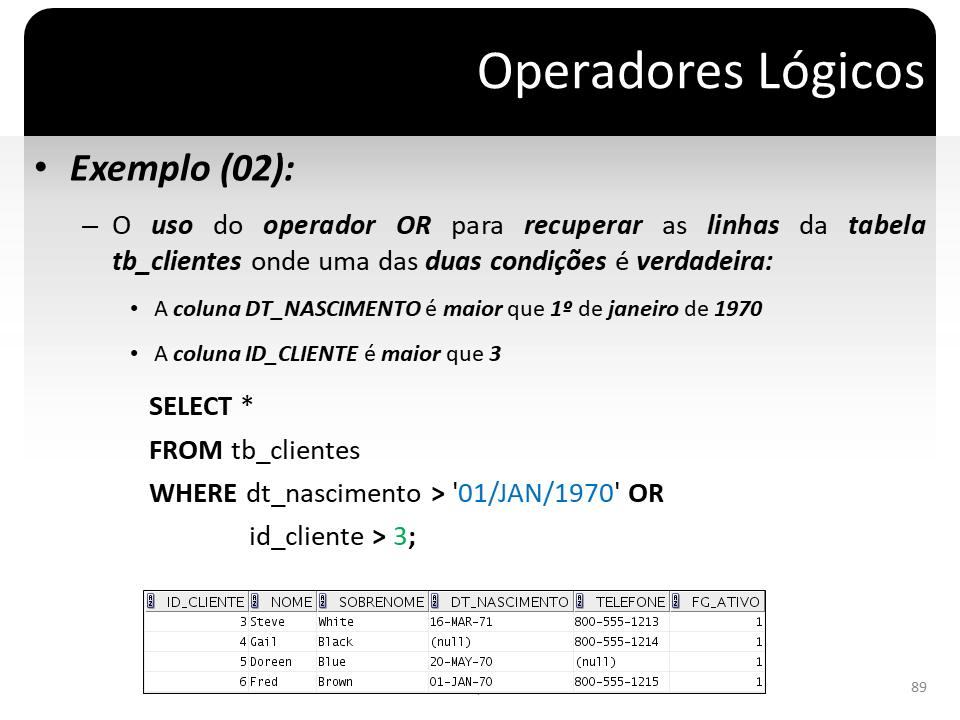 Operadores Lógicos
• Exemplo (02):
– O uso do operador OR para recuperar as linhas da tabela
tb_clientes onde uma das duas condições é verdadeira:
• A coluna DT_NASCIMENTO é maior que 1º de janeiro de 1970
• A coluna ID_CLIENTE é maior que 3
SELECT *
FROM tb_clientes
WHERE dt_nascimento > '01/JAN/1970' OR
id_cliente > 3;
ID_CLIENTE NOME SOBRENOME DT_NASCIMENTO TELEFONE FG_ATIVO
3 Steve White 16-MAR-71 800-555-1213 1
4 Gail Black (null) 800-555-1214 1
5 Doreen Blue 20-MAY-70 (null) 1
6 Fred Brown 01-JAN-70 800-555-1215 1
89